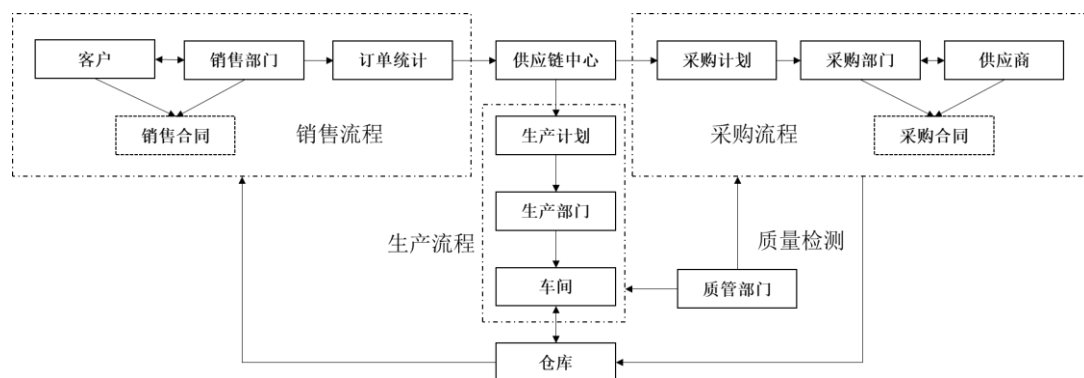 客户
销售部门
订单统计
供应链中心
采购计划
采购部门
供应商
销售合同
销售流程
生产计划
采购流程
采购合同
生产部门
生产流程
质量检测
车间
质管部门
仓库